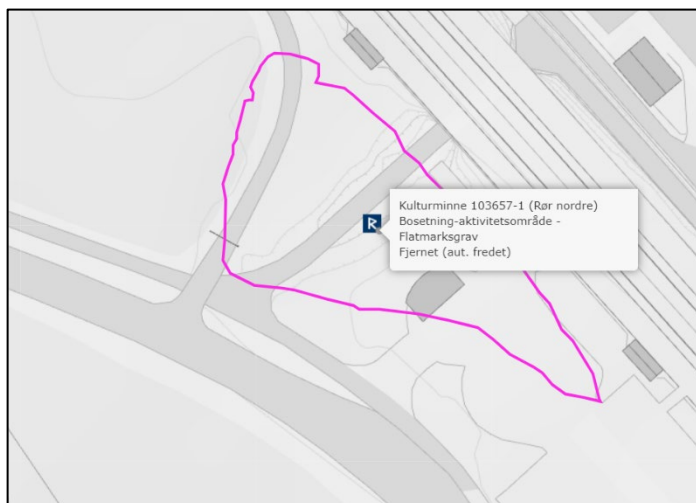 Kulturminne 103657-1 (Rør nordre)
Bosetning-aktivitetsområde -
Flatmarksgrav
Fjernet (aut. fredet)